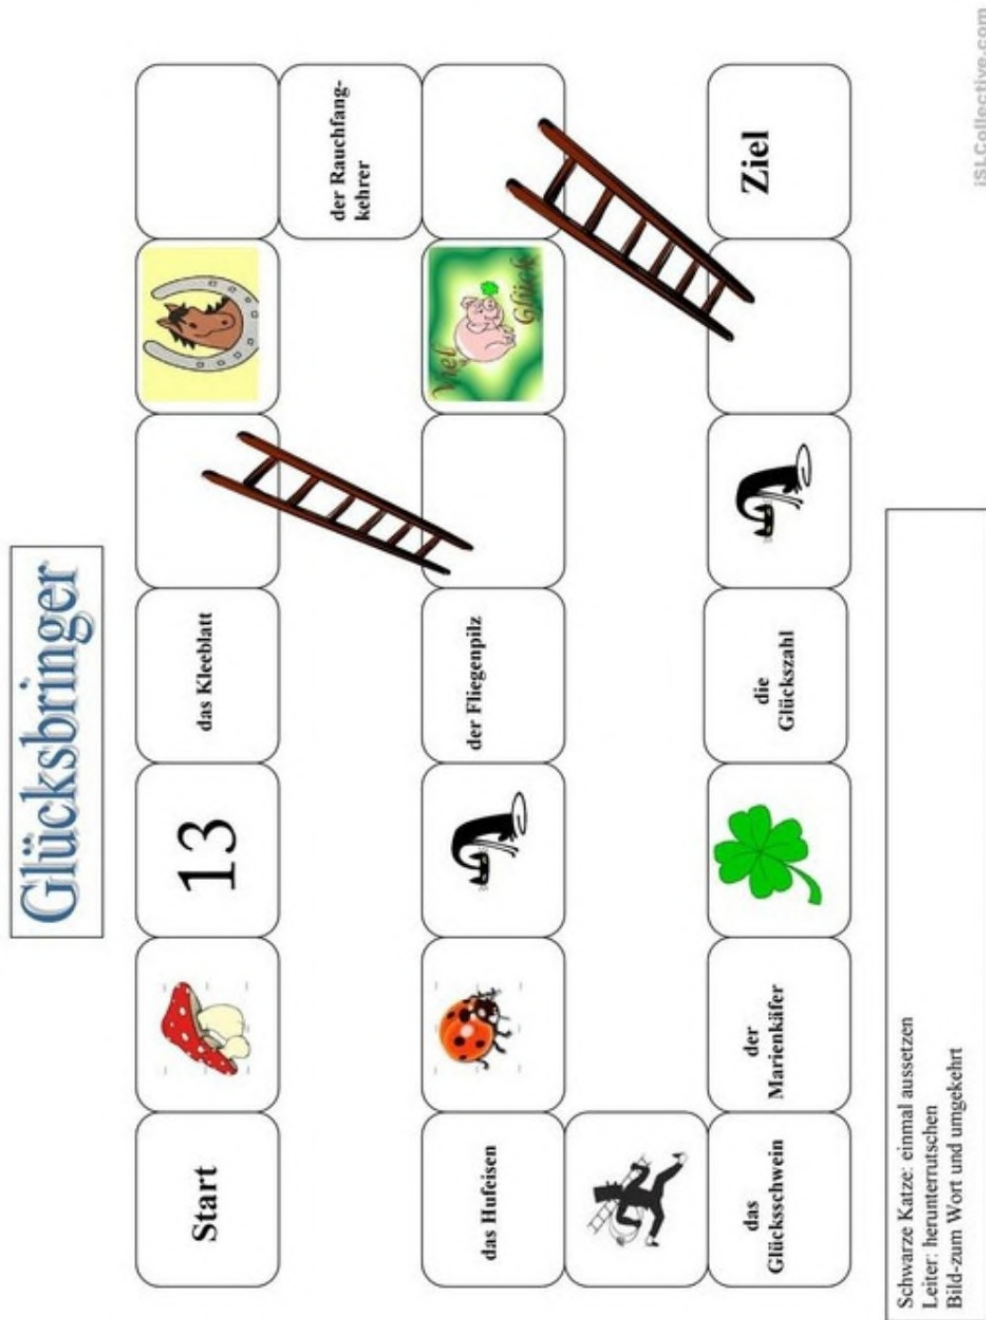 Glücksbringer
Start
13
das Kleeblatt
der Rauchfang-
kehrer
das Hufeisen
der Fliegenpilz
Viel
Glück
das
Glücksschwein
der
Marienkäfer
die
Glückszahl
Ziel
Schwarze Katze: einmal aussetzen
Leiter: herunterrutschen
Bild-zum Wort und umgekehrt
iSLCollective.com